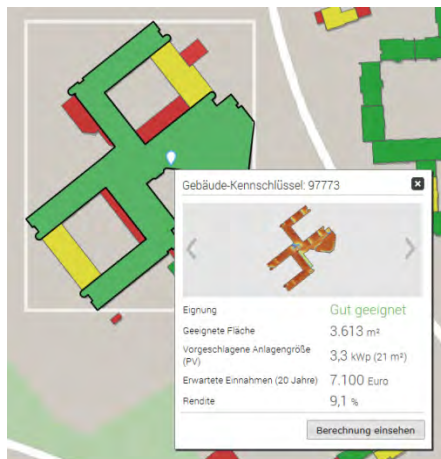 Gebäude-Kennschlüssel: 97773
Eignung Gut geeignet
Geeignete Fläche 3.613 m²
Vorgeschlagene Anlagengröße
(PV) 3,3 kWp (21 m²)
Erwartete Einnahmen (20 Jahre) 7.100 Euro
Rendite 9,1 %
Berechnung einsehen